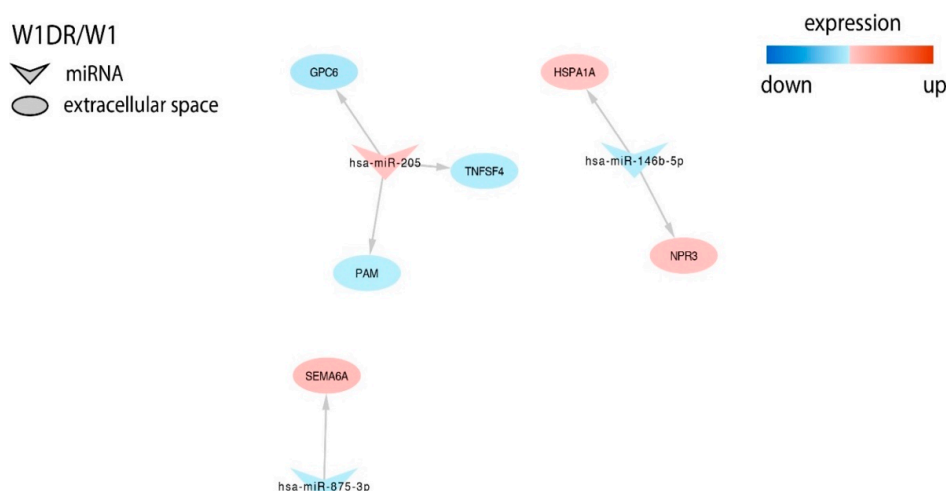 W1DR/W1
miRNA
extracellular space
expression
down up
GPC6
HSPA1A
hsa-miR-205
hsa-miR-146b-5p
TNFSF4
NPR3
PAM
SEMA6A
hsa-miR-875-3p